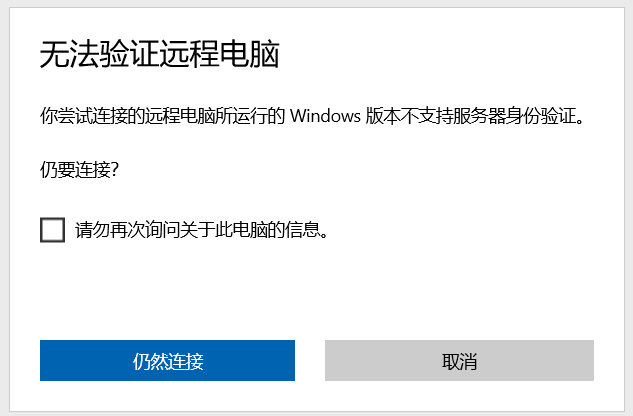 无法验证远程电脑
你尝试连接的远程电脑所运行的 Windows 版本不支持服务器身份验证。
仍要连接?
请勿再次询问关于此电脑的信息。
仍然连接
取消